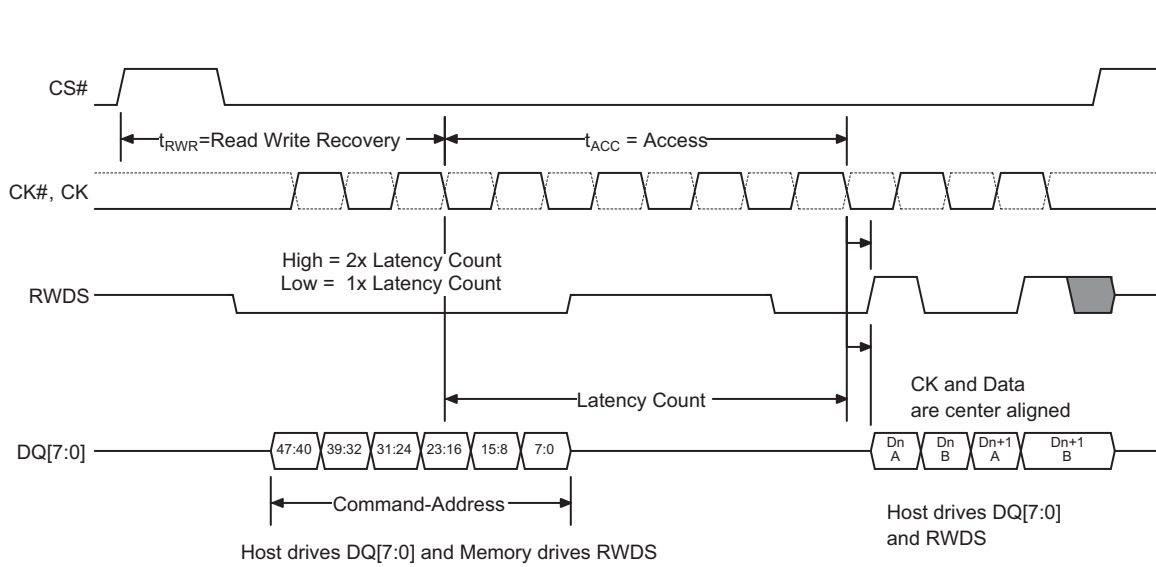 CS#
t_RWR=Read Write Recovery
t_ACC = Access
CK#, CK
High = 2x Latency Count
Low = 1x Latency Count
RWDS
Latency Count
CK and Data
are center aligned
DQ[7:0]
47:40 39:32 31:24 23:16 15:8 7:0
Dn
A
Dn
B
Dn+1
A
Dn+1
B
Command-Address
Host drives DQ[7:0]
and RWDS
Host drives DQ[7:0] and Memory drives RWDS